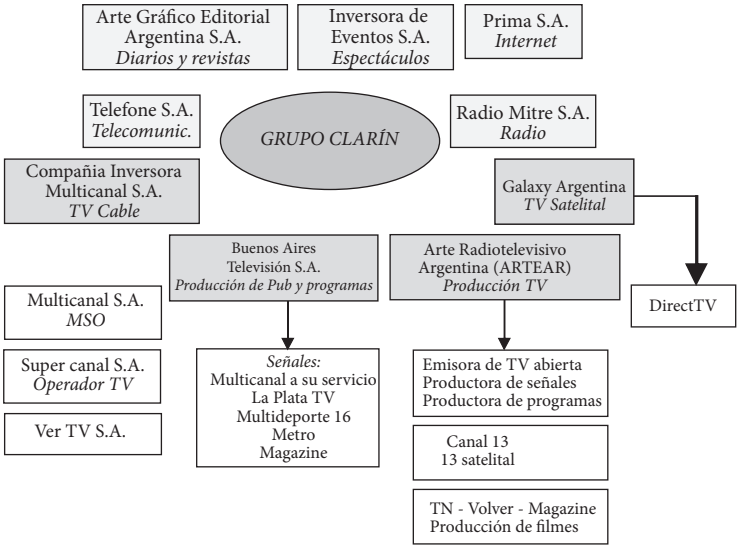 Arte Gráfico Editorial
Argentina S.A.
Diarios y revistas
Inversora de
Eventos S.A.
Espectáculos
Prima S.A.
Internet
Telefone S.A.
Telecomunic.
GRUPO CLARÍN
Radio Mitre S.A.
Radio
Compañia Inversora
Multicanal S.A.
TV Cable
Galaxy Argentina
TV Satelital
Buenos Aires
Televisión S.A.
Producción de Pub y programas
Arte Radiotelevisivo
Argentina (ARTEAR)
Producción TV
DirectTV
Multicanal S.A.
MSO
Super canal S.A.
Operador TV
Ver TV S.A.
Señales:
Multicanal a su servicio
La Plata TV
Multideporte 16
Metro
Magazine
Emisora de TV abierta
Productora de señales
Productora de programas
Canal 13
13 satelital
TN - Volver - Magazine
Producción de filmes